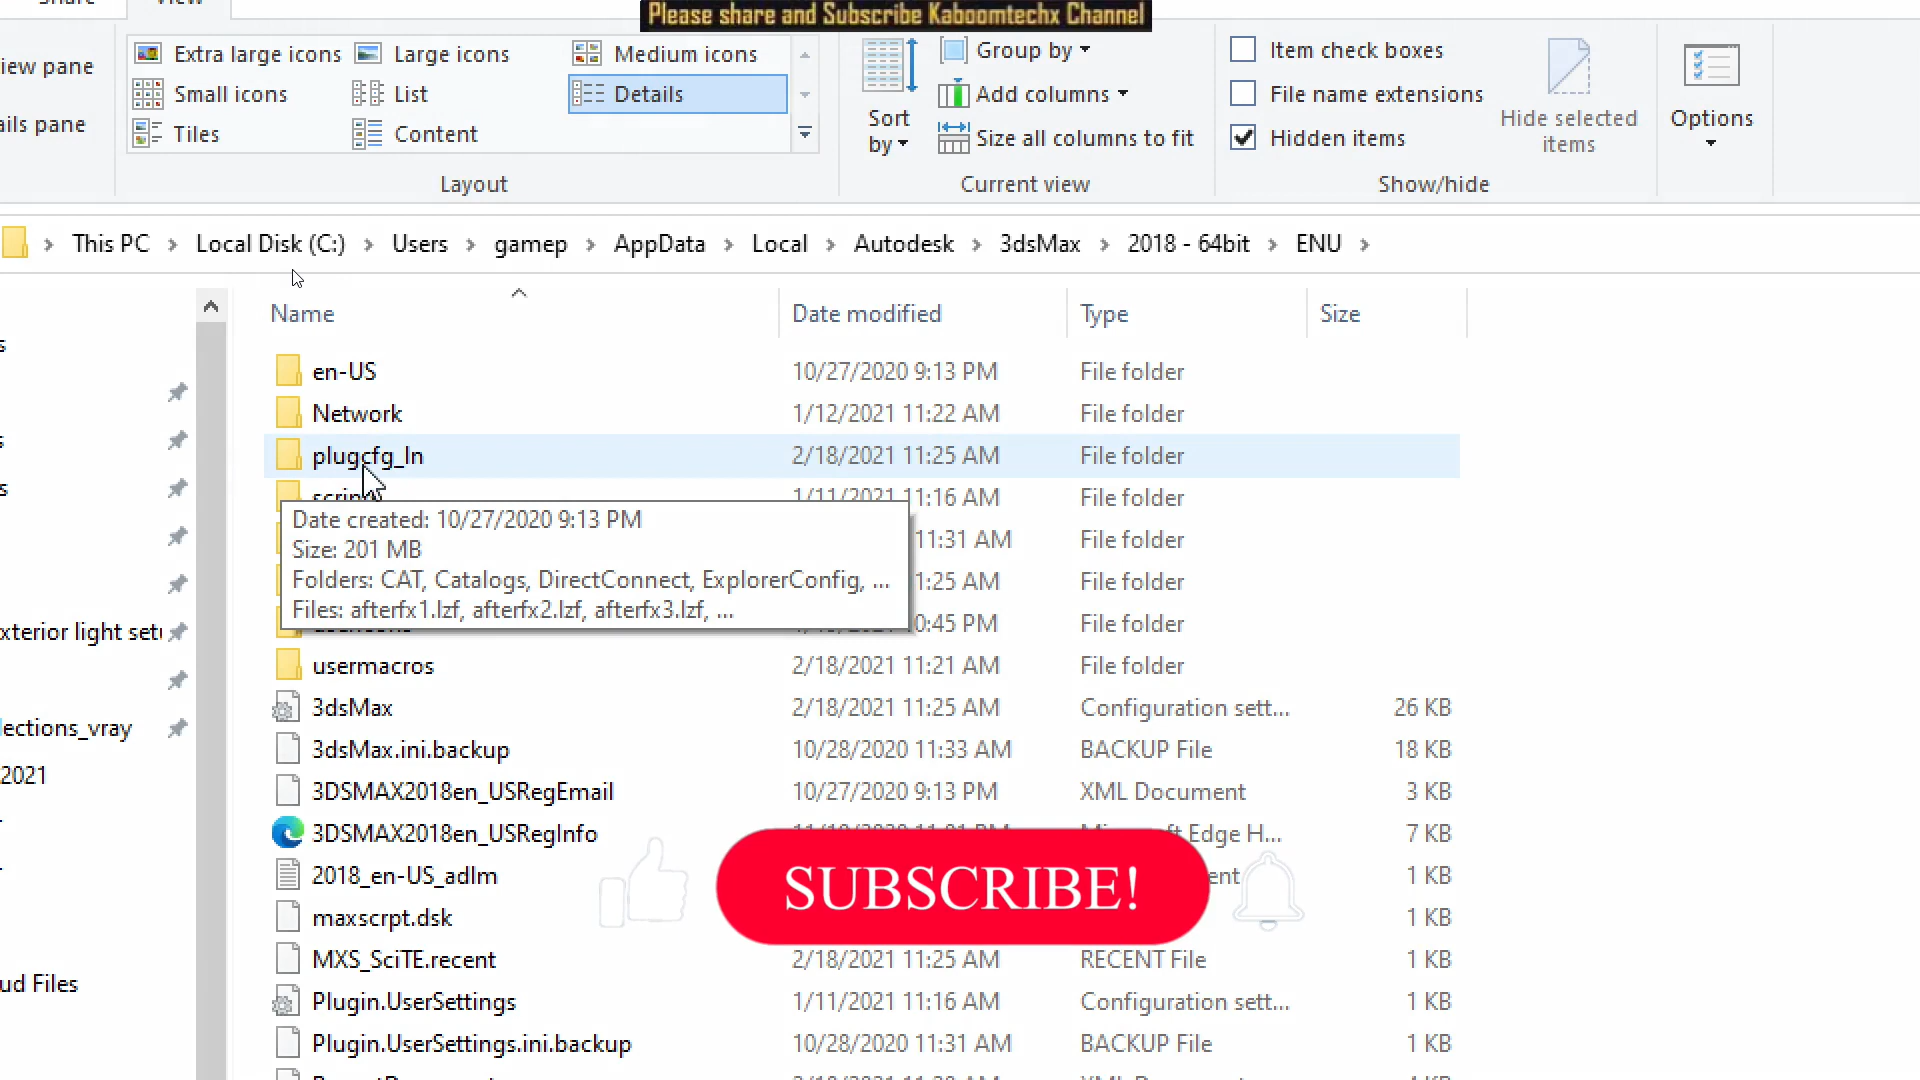 Please share and Subscribe Kaboomtechx Channel
Extra large icons
Large icons
Medium icons
Small icons
List
Details
Tiles
Content
Layout
Sort by
Group by
Add columns
Size all columns to fit
Current view
Item check boxes
File name extensions
Hidden items
Hide selected items
Show/hide
Options
This PC
Local Disk (C:)
Users
gamep
AppData
Local
Autodesk
3dsMax
2018 - 64bit
ENU
Name
Date modified
Type
Size
en-US 10/27/2020 9:13 PM File folder
Network 1/12/2021 11:22 AM File folder
plugcfg_ln 2/18/2021 11:25 AM File folder
1/11/2021 11:16 AM File folder
Date created: 10/27/2020 9:13 PM
Size: 201 MB
Folders: CAT, Catalogs, DirectConnect, ExplorerConfig, ...
Files: afterfx1.lzf, afterfx2.lzf, afterfx3.lzf, ...
11:31 AM File folder
1:25 AM File folder
0:45 PM File folder
usermacros 2/18/2021 11:21 AM File folder
3dsMax 2/18/2021 11:25 AM Configuration sett... 26 KB
3dsMax.ini.backup 10/28/2020 11:33 AM BACKUP File 18 KB
3DSMAX2018en_USRegEmail 10/27/2020 9:13 PM XML Document 3 KB
3DSMAX2018en_USRegInfo Edge H... 7 KB
2018_en-US_adlm 1 KB
maxscrpt.dsk 1 KB
MXS_SciTE.recent 2/18/2021 11:25 AM RECENT File 1 KB
Plugin.UserSettings 1/11/2021 11:16 AM Configuration sett... 1 KB
Plugin.UserSettings.ini.backup 10/28/2020 11:31 AM BACKUP File 1 KB
SUBSCRIBE!
iew pane
ails pane
xterior light setu
lections_vray
2021
ud Files